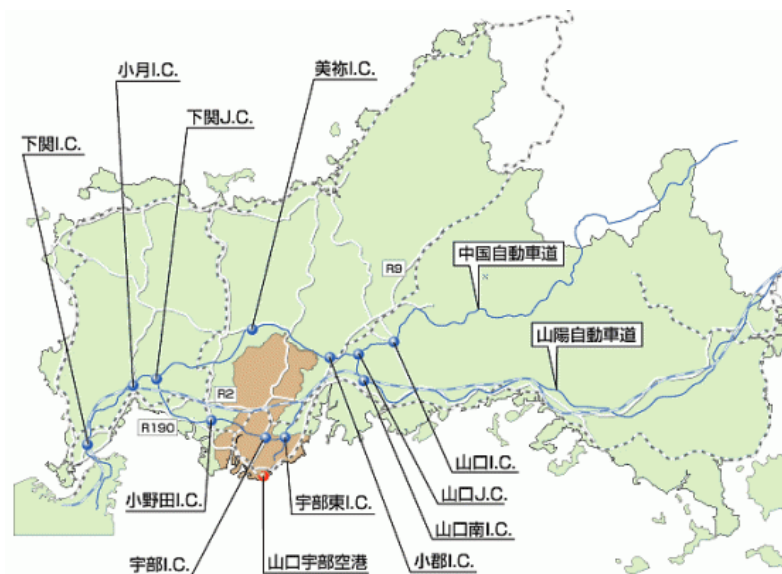 美祢I.C.
小月I.C.
下関J.C.
下関I.C.
R9
中国自動車道
山陽自動車道
R2
R190
山口I.C.
小野田I.C.
宇部東I.C.
山口J.C.
山口南I.C.
宇部I.C.
山口宇部空港
小郡I.C.